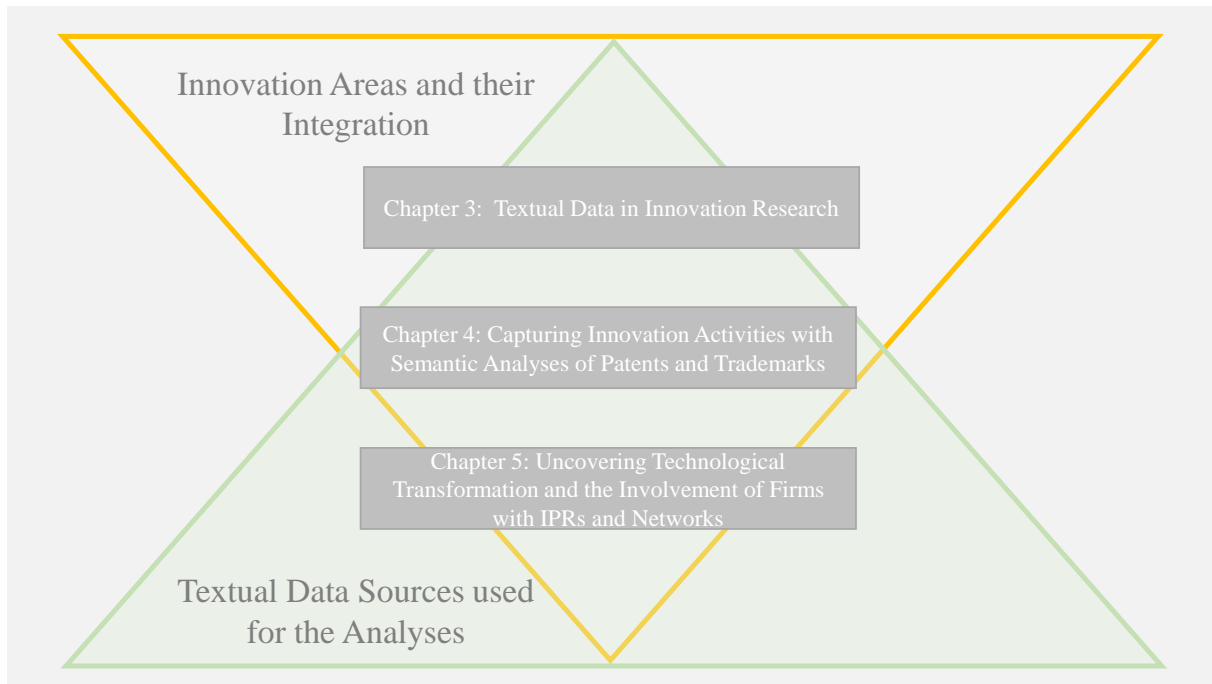 Innovation Areas and their
Integration
Chapter 3:  Textual Data in Innovation Research
Chapter 4: Capturing Innovation Activities with
Semantic Analyses of Patents and Trademarks
Chapter 5: Uncovering Technological
Transformation and the Involvement of Firms
with IPRs and Networks
Textual Data Sources used
for the Analyses